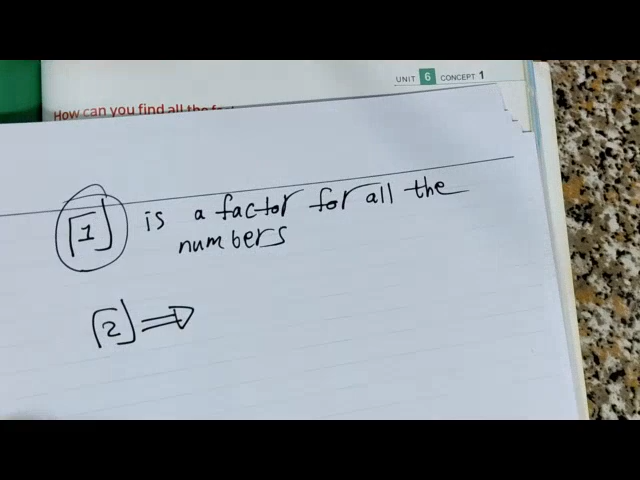 UNIT 6 CONCEPT 1
How can you find all the
1 is a factor for all the
numbers
2 ⇒